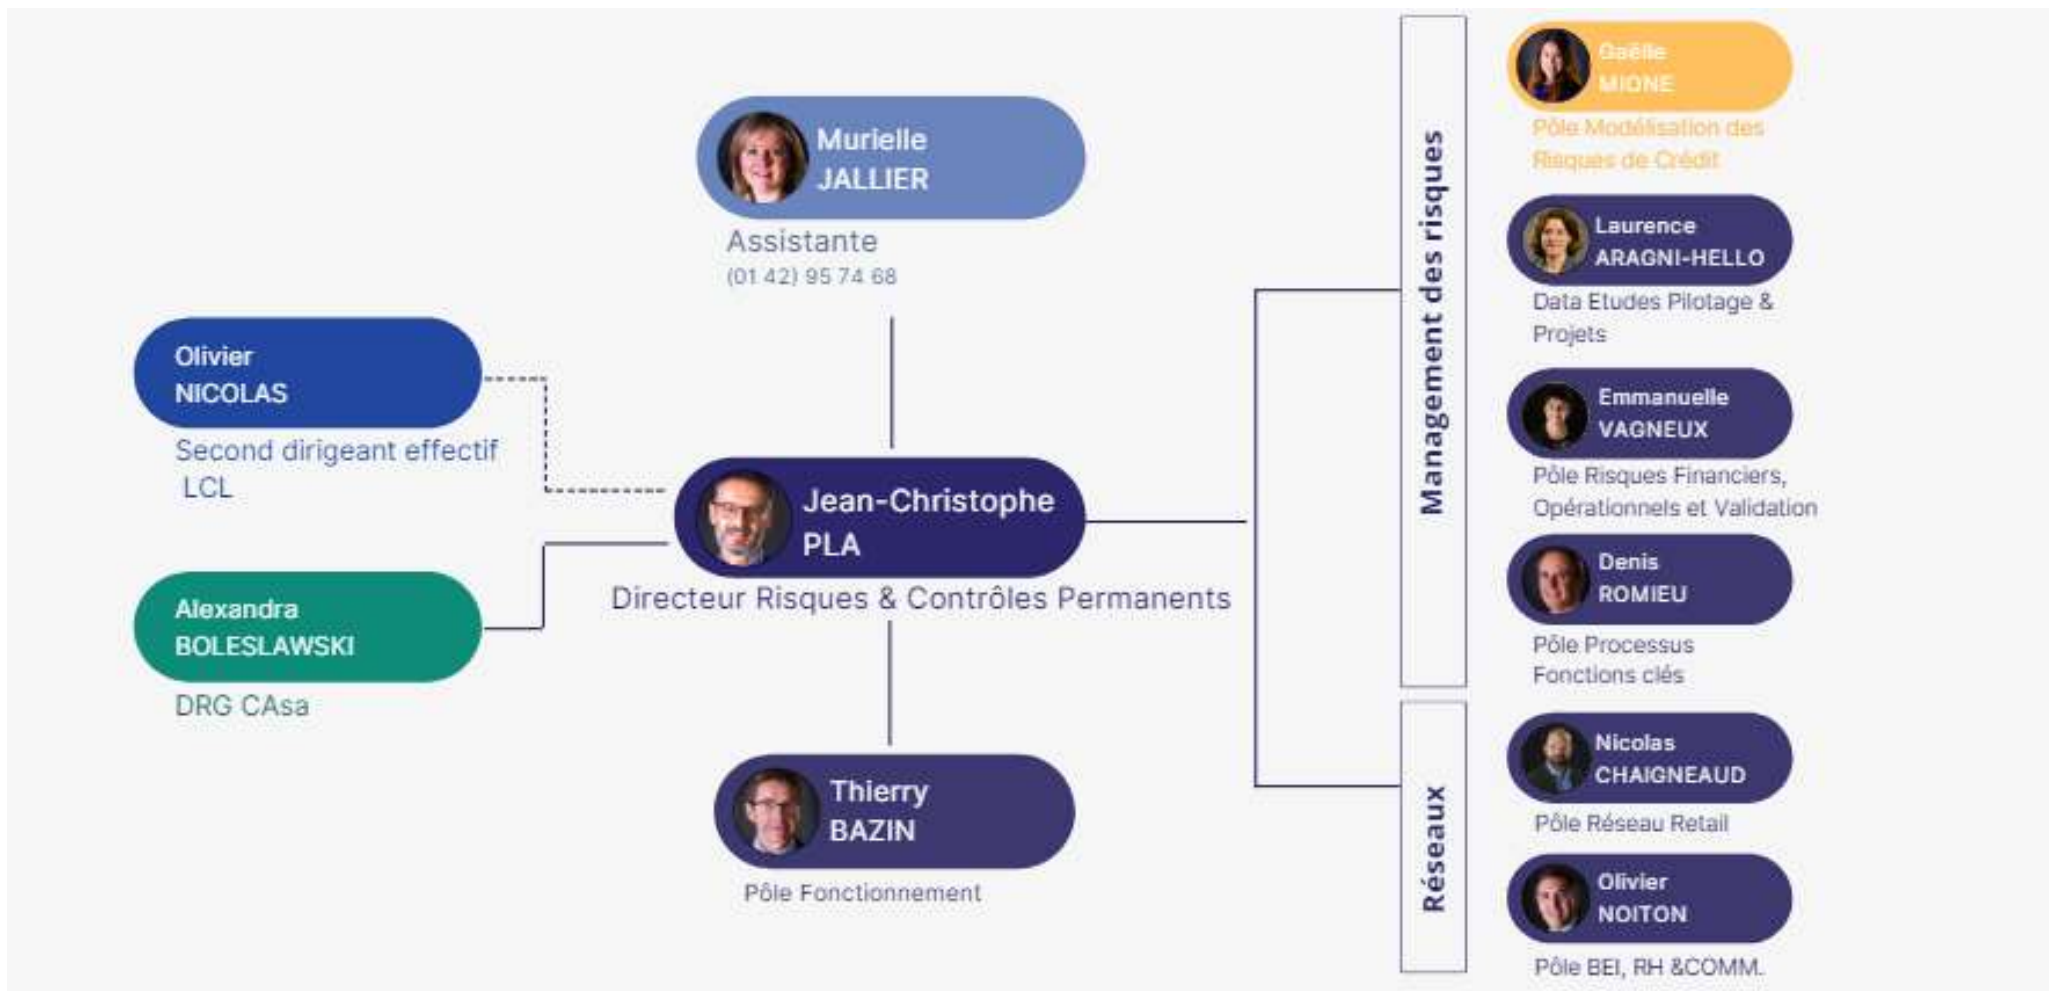 Murielle
JALLIER
Assistante
(01 42) 95 74 68
Olivier
NICOLAS
Second dirigeant effectif
LCL
Jean-Christophe
PLA
Directeur Risques & Contrôles Permanents
Alexandra
BOLESLAWSKI
DRG CAsa
Thierry
BAZIN
Pôle Fonctionnement
Management des risques
Gaëlle
MIONE
Pôle Modélisation des
Risques de Crédit
Laurence
ARAGNI-HELLO
Data Etudes Pilotage &
Projets
Emmanuelle
VAGNEUX
Pôle Risques Financiers,
Opérationnels et Validation
Denis
ROMIEU
Pôle Processus
Fonctions clés
Réseaux
Nicolas
CHAIGNEAUD
Pôle Réseau Retail
Olivier
NOITON
Pôle BEI, RH &COMM.